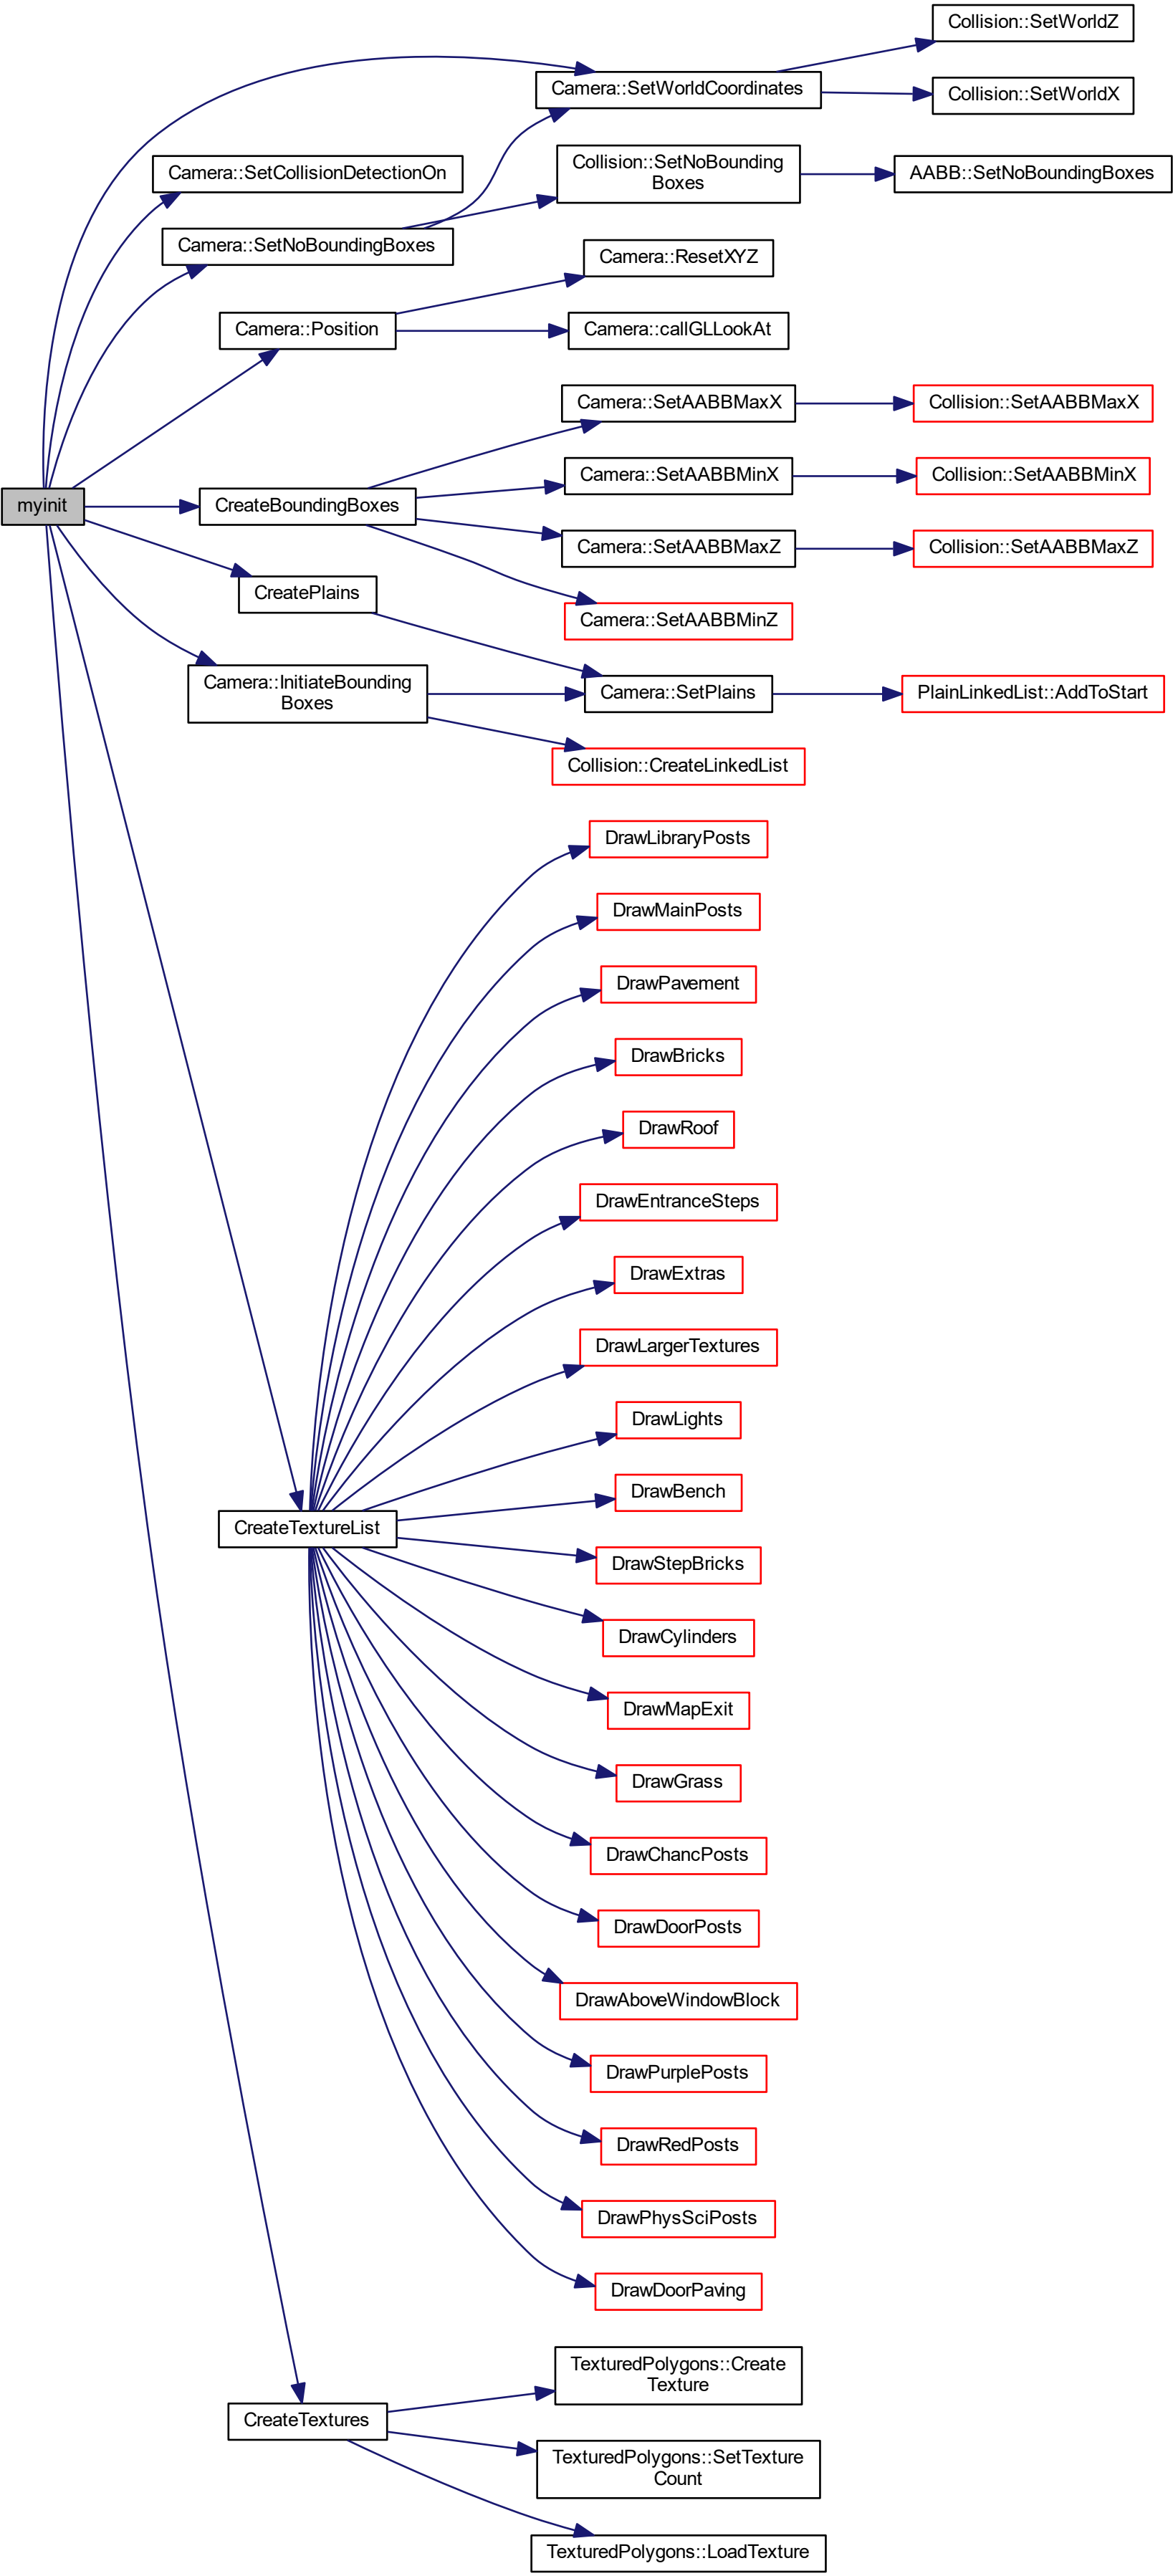 Collision::SetWorldZ
Camera::SetWorldCoordinates
Collision::SetWorldX
Camera::SetCollisionDetectionOn
Collision::SetNoBounding
Boxes
AABB::SetNoBoundingBoxes
Camera::SetNoBoundingBoxes
Camera::ResetXYZ
Camera::Position
Camera::callGLLookAt
Camera::SetAABBMaxX
Collision::SetAABBMaxX
Camera::SetAABBMinX
Collision::SetAABBMinX
myinit
CreateBoundingBoxes
Camera::SetAABBMaxZ
Collision::SetAABBMaxZ
CreatePlains
Camera::SetAABBMinZ
Camera::InitiateBounding
Boxes
Camera::SetPlains
PlainLinkedList::AddToStart
Collision::CreateLinkedList
DrawLibraryPosts
DrawMainPosts
DrawPavement
DrawBricks
DrawRoof
DrawEntranceSteps
DrawExtras
DrawLargerTextures
DrawLights
DrawBench
CreateTextureList
DrawStepBricks
DrawCylinders
DrawMapExit
DrawGrass
DrawChancPosts
DrawDoorPosts
DrawAboveWindowBlock
DrawPurplePosts
DrawRedPosts
DrawPhysSciPosts
DrawDoorPaving
TexturedPolygons::Create
Texture
CreateTextures
TexturedPolygons::SetTexture
Count
TexturedPolygons::LoadTexture